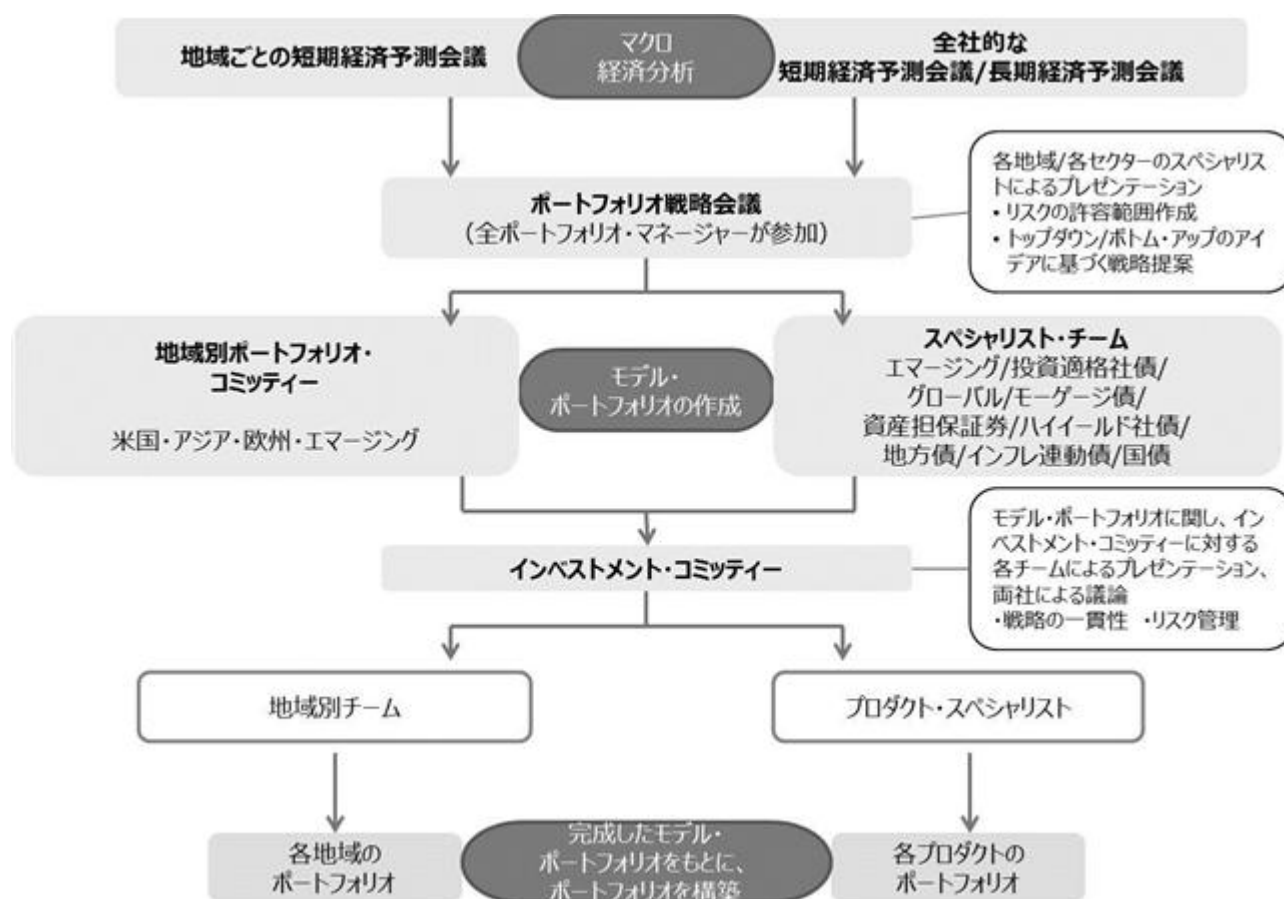 地域ごとの短期経済予測会議
マクロ
経済分析
全社的な
短期経済予測会議/長期経済予測会議
各地域/各セクターのスペシャリス
トによるプレゼンテーション
・リスクの許容範囲作成
・トップダウン/ボトム・アップのアイ
デアに基づく戦略提案
ポートフォリオ戦略会議
（全ポートフォリオ・マネージャーが参加）
地域別ポートフォリオ・
コミッティー
米国・アジア・欧州・エマージング
モデル・
ポートフォリオの作成
スペシャリスト・チーム
エマージング/投資適格社債/
グローバル/モーゲージ債/
資産担保証券/ハイイールド社債/
地方債/インフレ連動債/国債
インベストメント・コミッティー
モデル・ポートフォリオに関し、イン
ベストメント・コミッティーに対する
各チームによるプレゼンテーション、
両社による議論
・戦略の一貫性 ・リスク管理
地域別チーム
プロダクト・スペシャリスト
各地域の
ポートフォリオ
完成したモデル・
ポートフォリオをもとに、
ポートフォリオを構築
各プロダクトの
ポートフォリオ